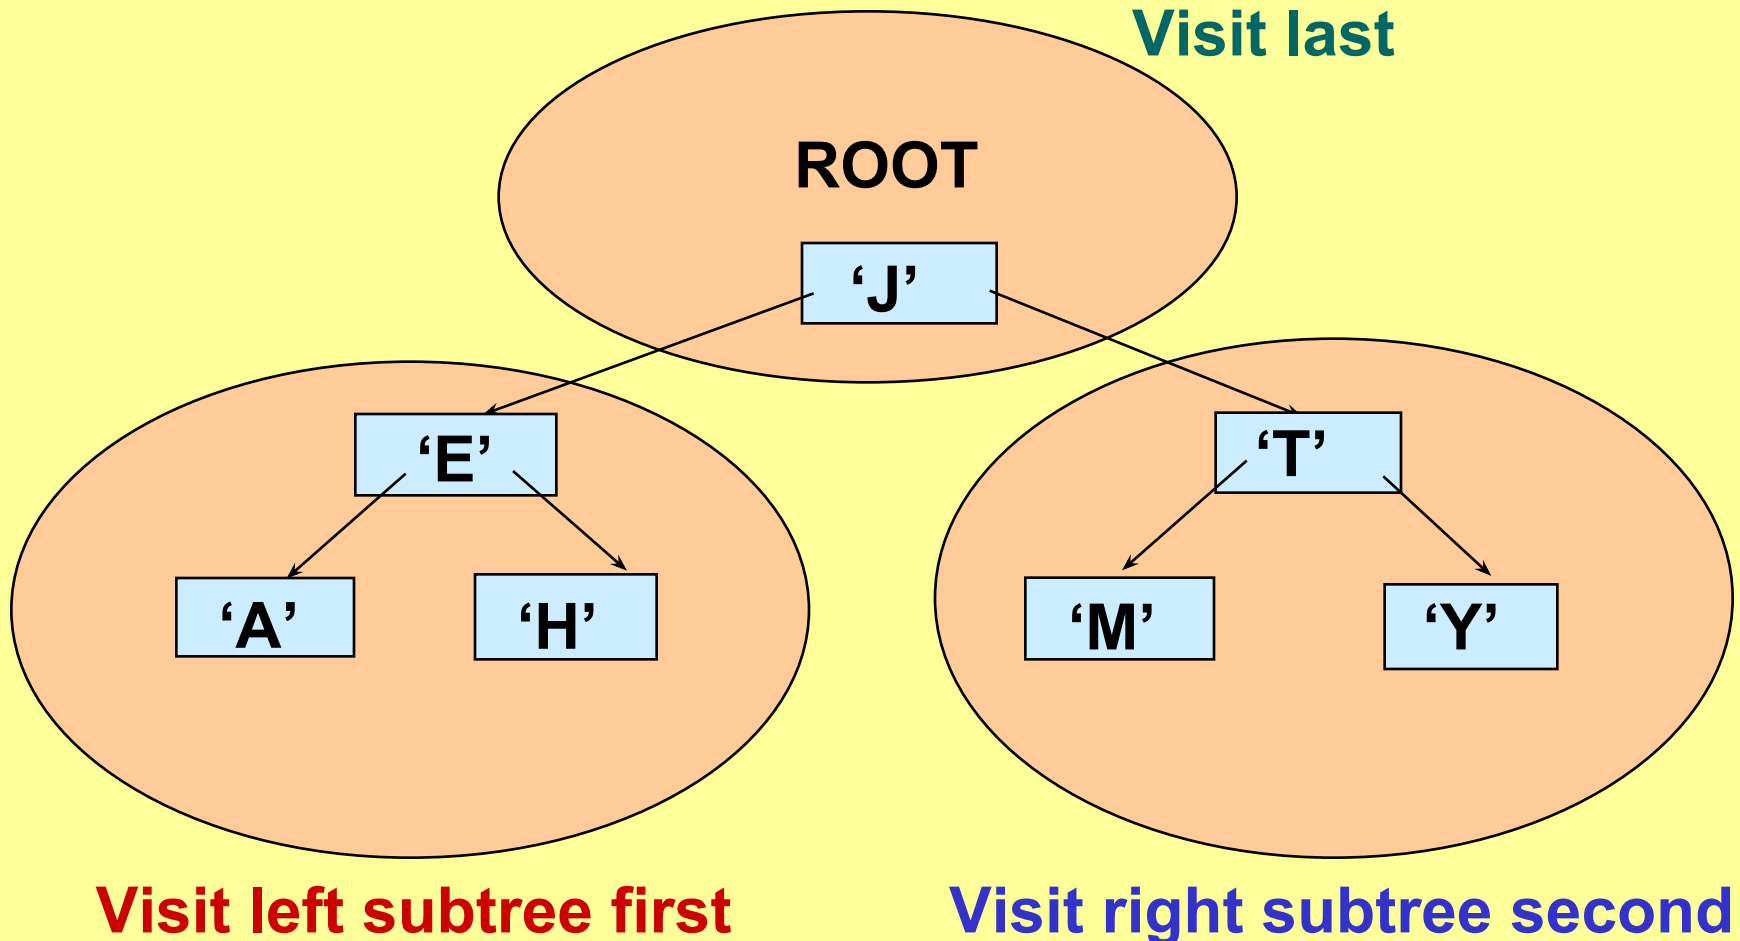 Visit last
ROOT
‘J’
‘E’ ‘T’
‘A’ ‘H’ ‘M’ ‘Y’
Visit left subtree first Visit right subtree second